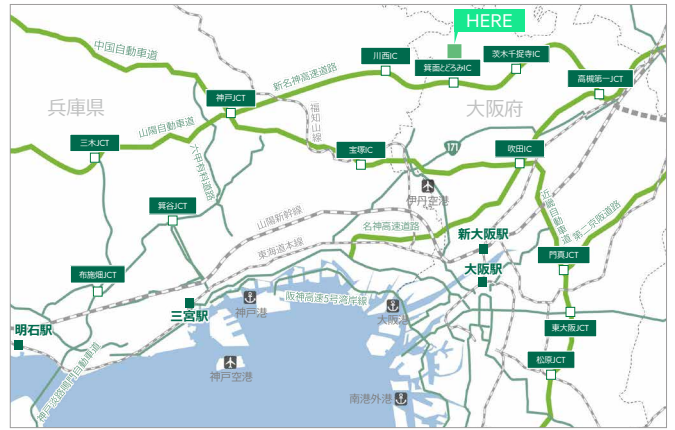 HERE
中国自動車道
川西IC
茨木千提寺IC
箕面とどろみIC
新名神高速道路
高槻第一JCT
神戸JCT
兵庫県
大阪府
福知山線
山陽自動車道
三木JCT
六甲有料道路
宝塚IC
171
吹田IC
伊丹空港
近畿自動車道
第二京阪道路
箕谷JCT
山陽新幹線
名神高速道路
新大阪駅
東海道本線
門真JCT
布施畑JCT
大阪駅
阪神高速5号湾岸線
三宮駅
神戸港
大阪港
明石駅
東大阪JCT
神戸淡路鳴門自動車道
神戸空港
松原JCT
南港外港